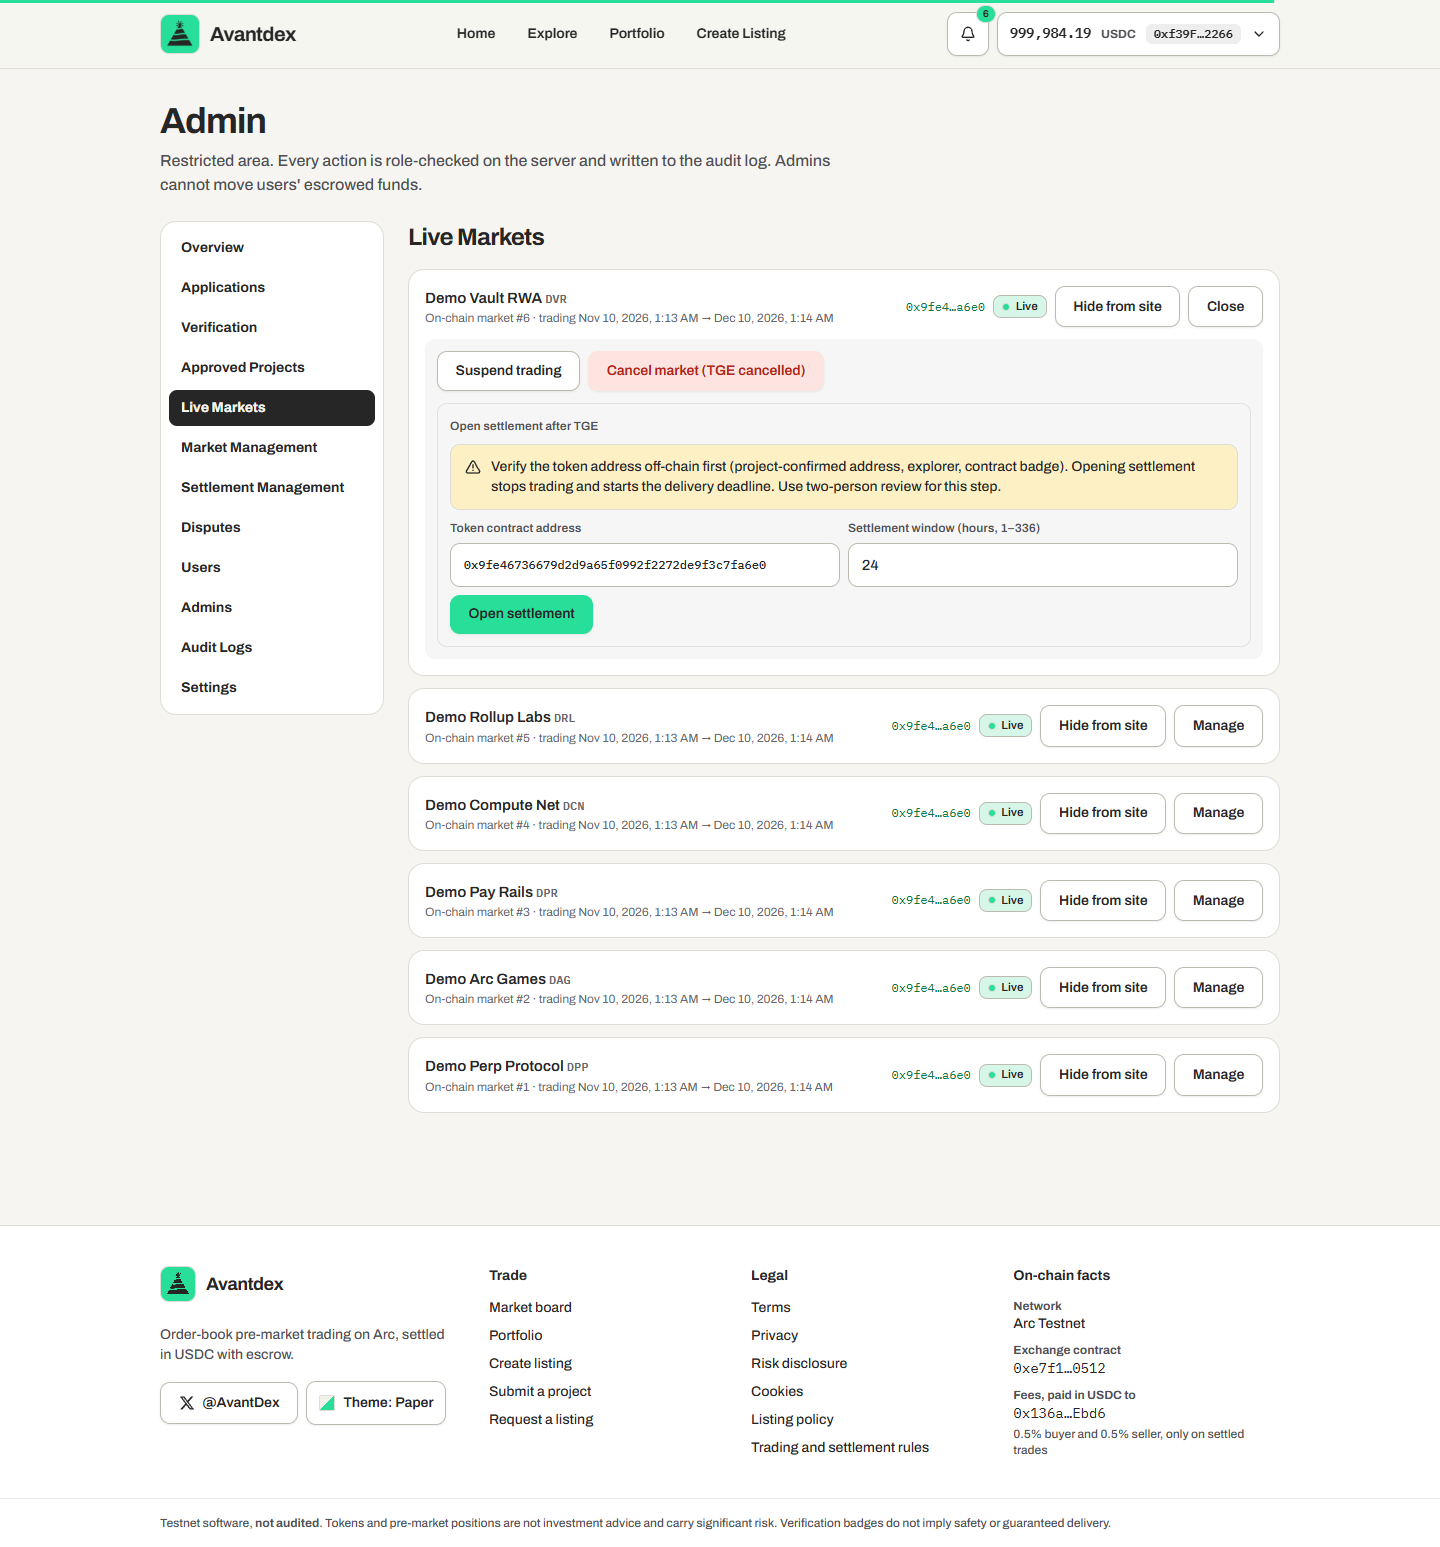 Avantdex
Home
Explore
Portfolio
Create Listing
6
999,984.19 USDC 0xf39F…2266
Admin
Restricted area. Every action is role-checked on the server and written to the audit log. Admins
cannot move users' escrowed funds.
Overview
Applications
Verification
Approved Projects
Live Markets
Market Management
Settlement Management
Disputes
Users
Admins
Audit Logs
Settings
Live Markets
Demo Vault RWA DVR
On-chain market #6 · trading Nov 10, 2026, 1:13 AM → Dec 10, 2026, 1:14 AM
0x9fe4…a6e0
Live
Hide from site
Close
Suspend trading
Cancel market (TGE cancelled)
Open settlement after TGE
Verify the token address off-chain first (project-confirmed address, explorer, contract badge). Opening settlement
stops trading and starts the delivery deadline. Use two-person review for this step.
Token contract address
0x9fe46736679d2d9a65f0992f2272de9f3c7fa6e0
Settlement window (hours, 1–336)
24
Open settlement
Demo Rollup Labs DRL
On-chain market #5 · trading Nov 10, 2026, 1:13 AM → Dec 10, 2026, 1:14 AM
0x9fe4…a6e0
Live
Hide from site
Manage
Demo Compute Net DCN
On-chain market #4 · trading Nov 10, 2026, 1:13 AM → Dec 10, 2026, 1:14 AM
0x9fe4…a6e0
Live
Hide from site
Manage
Demo Pay Rails DPR
On-chain market #3 · trading Nov 10, 2026, 1:13 AM → Dec 10, 2026, 1:14 AM
0x9fe4…a6e0
Live
Hide from site
Manage
Demo Arc Games DAG
On-chain market #2 · trading Nov 10, 2026, 1:13 AM → Dec 10, 2026, 1:14 AM
0x9fe4…a6e0
Live
Hide from site
Manage
Demo Perp Protocol DPP
On-chain market #1 · trading Nov 10, 2026, 1:13 AM → Dec 10, 2026, 1:14 AM
0x9fe4…a6e0
Live
Hide from site
Manage
Avantdex
Order-book pre-market trading on Arc, settled
in USDC with escrow.
@AvantDex
Theme: Paper
Trade
Market board
Portfolio
Create listing
Submit a project
Request a listing
Legal
Terms
Privacy
Risk disclosure
Cookies
Listing policy
Trading and settlement rules
On-chain facts
Network
Arc Testnet
Exchange contract
0xe7f1…0512
Fees, paid in USDC to
0x136a…Ebd6
0.5% buyer and 0.5% seller, only on settled
trades
Testnet software, not audited. Tokens and pre-market positions are not investment advice and carry significant risk. Verification badges do not imply safety or guaranteed delivery.